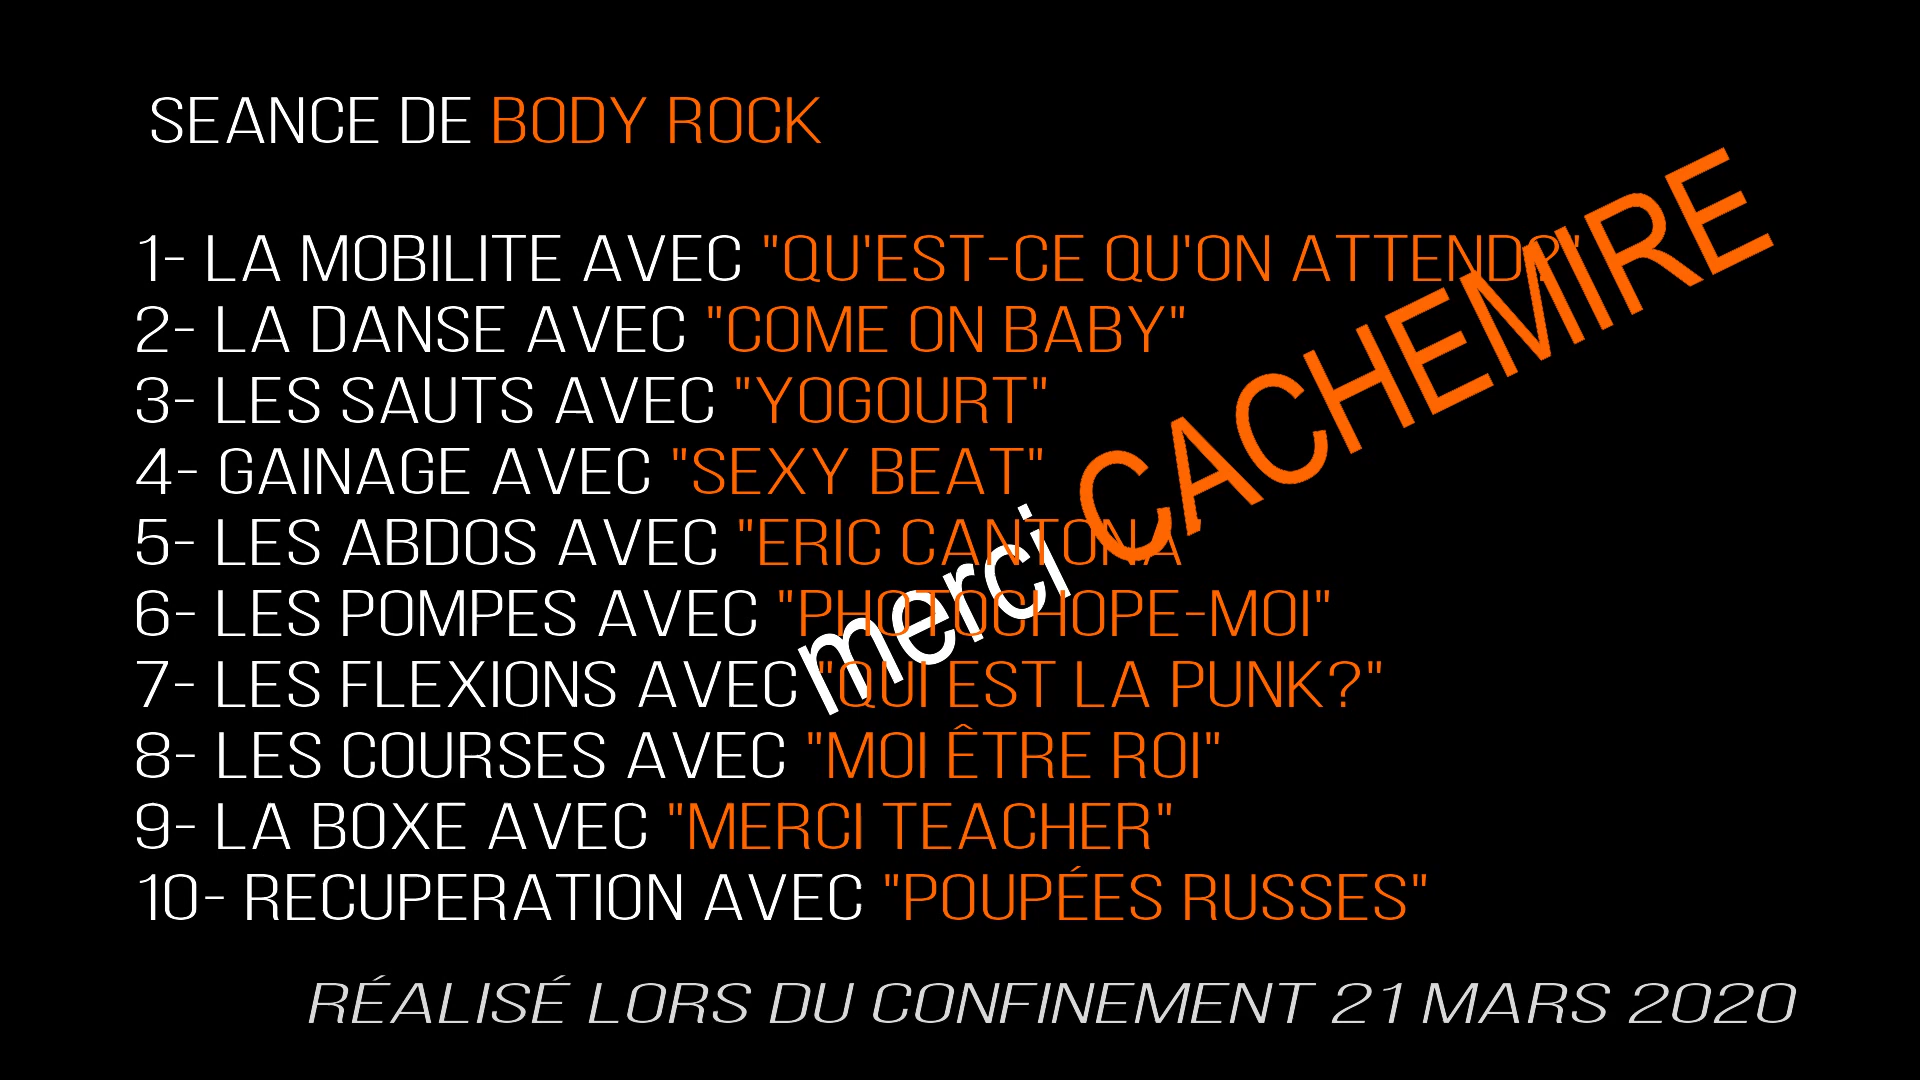 SEANCE DE BODY ROCK
1- LA MOBILITE AVEC "QU'EST-CE QU'ON ATTEND?"
2- LA DANSE AVEC "COME ON BABY"
3- LES SAUTS AVEC "YOGOURT"
4- GAINAGE AVEC "SEXY BEAT"
5- LES ABDOS AVEC "ERIC CANTONA"
6- LES POMPES AVEC "PHOTOCHOPE-MOI"
7- LES FLEXIONS AVEC "QUI EST LA PUNK?"
8- LES COURSES AVEC "MOI ÊTRE ROI"
9- LA BOXE AVEC "MERCI TEACHER"
10- RECUPERATION AVEC "POUPÉES RUSSES"
merci CACHEMIRE
RÉALISÉ LORS DU CONFINEMENT 21 MARS 2020